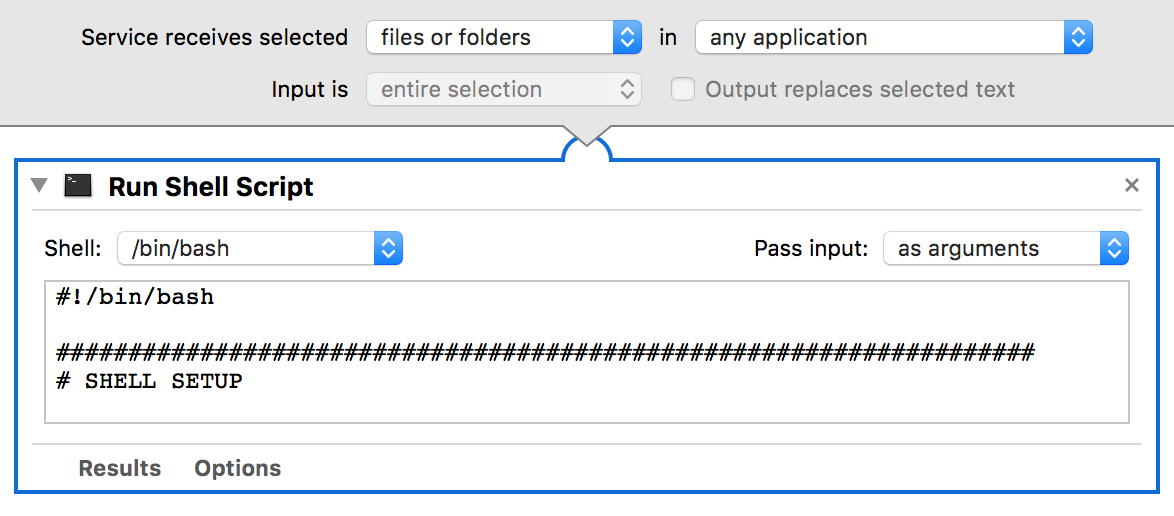 Service receives selected files or folders in any application
Input is entire selection Output replaces selected text
>_
Run Shell Script ×
Shell: /bin/bash Pass input: as arguments
#!/bin/bash
####################################################################
# SHELL SETUP
Results Options